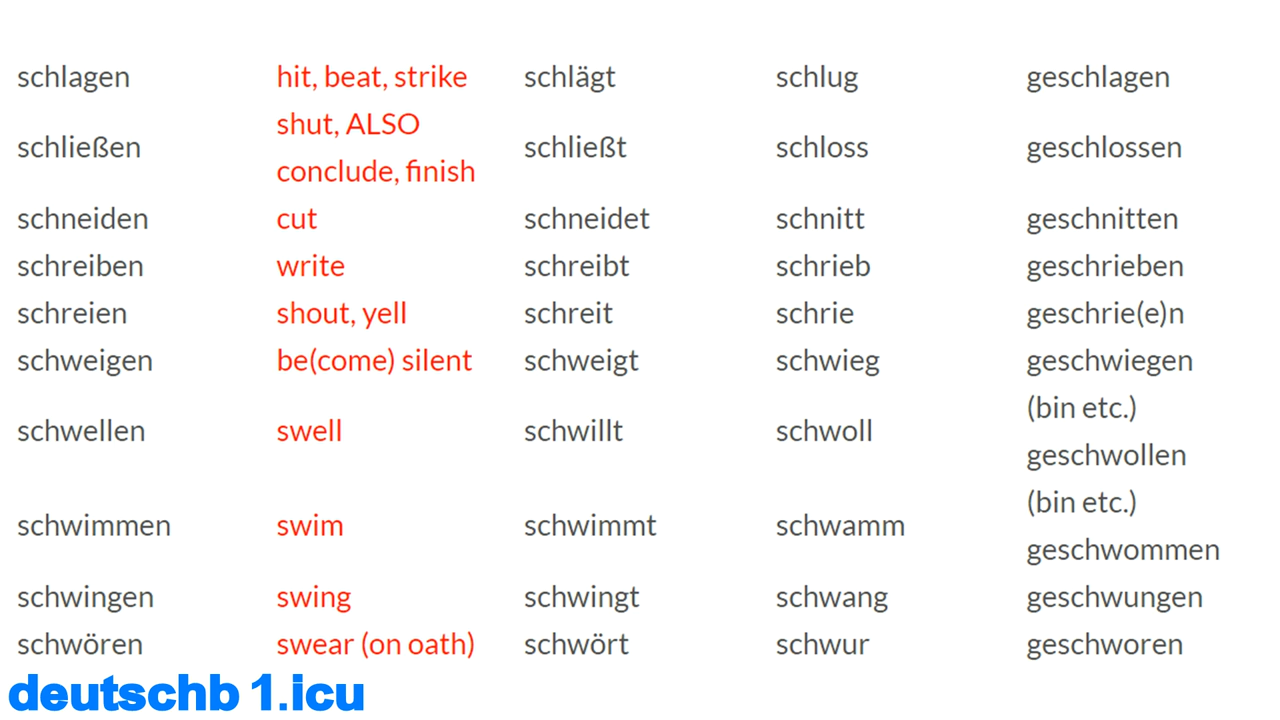 schlagen hit, beat, strike schlägt schlug geschlagen
schließen shut, ALSO conclude, finish schließt schloss geschlossen
schneiden cut schneidet schnitt geschnitten
schreiben write schreibt schrieb geschrieben
schreien shout, yell schreit schrie geschrie(e)n
schweigen be(come) silent schweigt schwieg geschwiegen
schwellen swell schwillt schwoll (bin etc.) geschwollen
schwimmen swim schwimmt schwamm (bin etc.) geschwommen
schwingen swing schwingt schwang geschwungen
schwören swear (on oath) schwört schwur geschworen
deutschb 1.icu